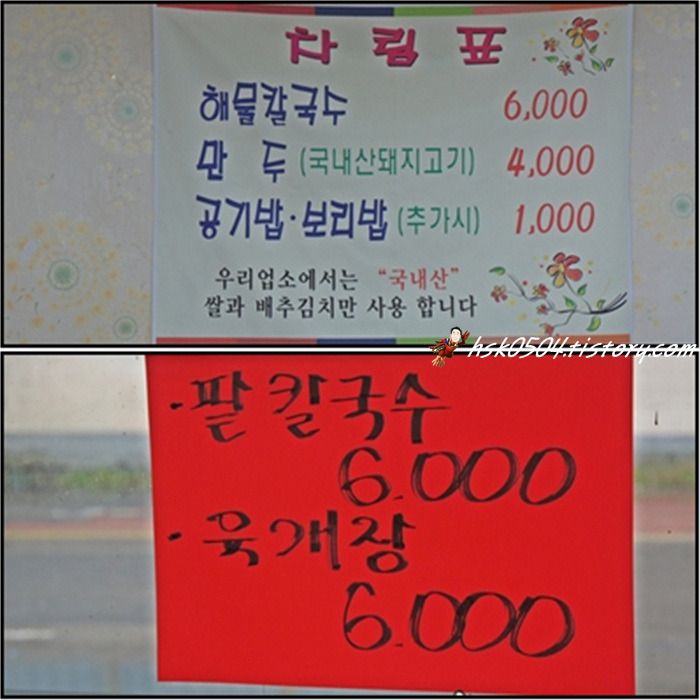 차림표
해물칼국수 6,000
만두 (국내산돼지고기) 4,000
공기밥·보리밥 (추가시) 1,000
우리업소에서는 "국내산"
쌀과 배추김치만 사용 합니다
hsk0504.tistory.com
·팥칼국수
6.000
·육개장
6.000